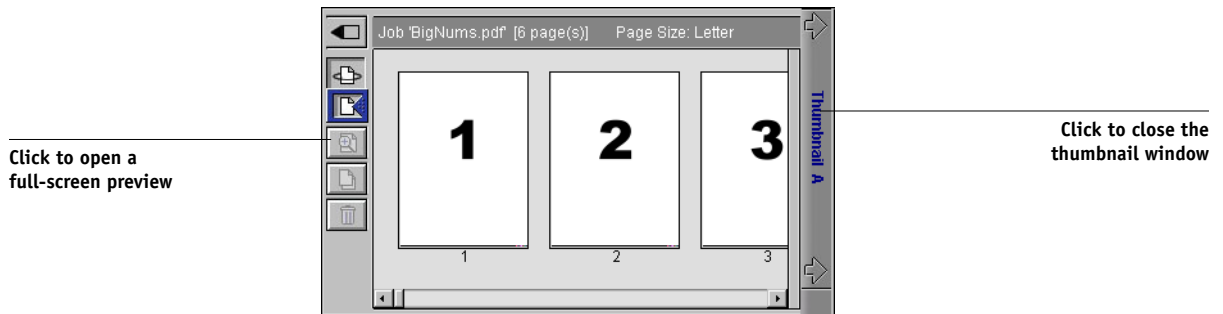 Job 'BigNums.pdf' [6 page(s)] Page Size: Letter
1 2 3
1 2 3
Thumbnail A
Click to open a
full-screen preview
Click to close the
thumbnail window